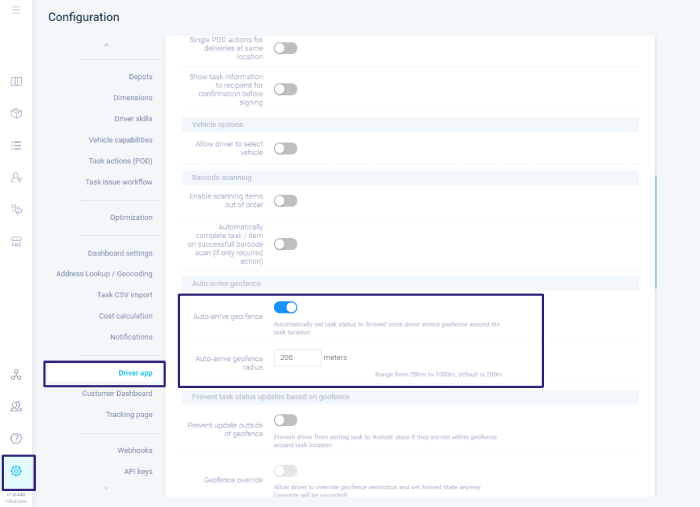 Configuration
Depots
Dimensions
Driver skills
Vehicle capabilities
Task actions (POD)
Task issue workflow
Optimization
Dashboard settings
Address Lookup / Geocoding
Task CSV import
Cost calculation
Notifications
Driver app
Customer Dashboard
Tracking page
Webhooks
API keys
Single POD actions for
deliveries at same
location
Show task information
to recipient for
confirmation before
signing
Vehicle options
Allow driver to select
vehicle
Barcode scanning
Enable scanning items
out of order
Automatically
complete task / item
on successfull barcode
scan (if only required
action)
Auto-arrive geofence
Auto-arrive geo-fence
Automatically set task status to 'Arrived' once driver enters geofence around the
task location
Auto-arrive geofence
radius
200 meters
Range from 200m to 1000m, default is 200m
Prevent task status updates based on geofence
Prevent update outside
of geofence
Prevent driver from setting task to 'Arrived' state if they are not within geofence
around task location
Geofence override
Allow driver to override geofence restriction and set Arrived state anyway
(override will be recorded)